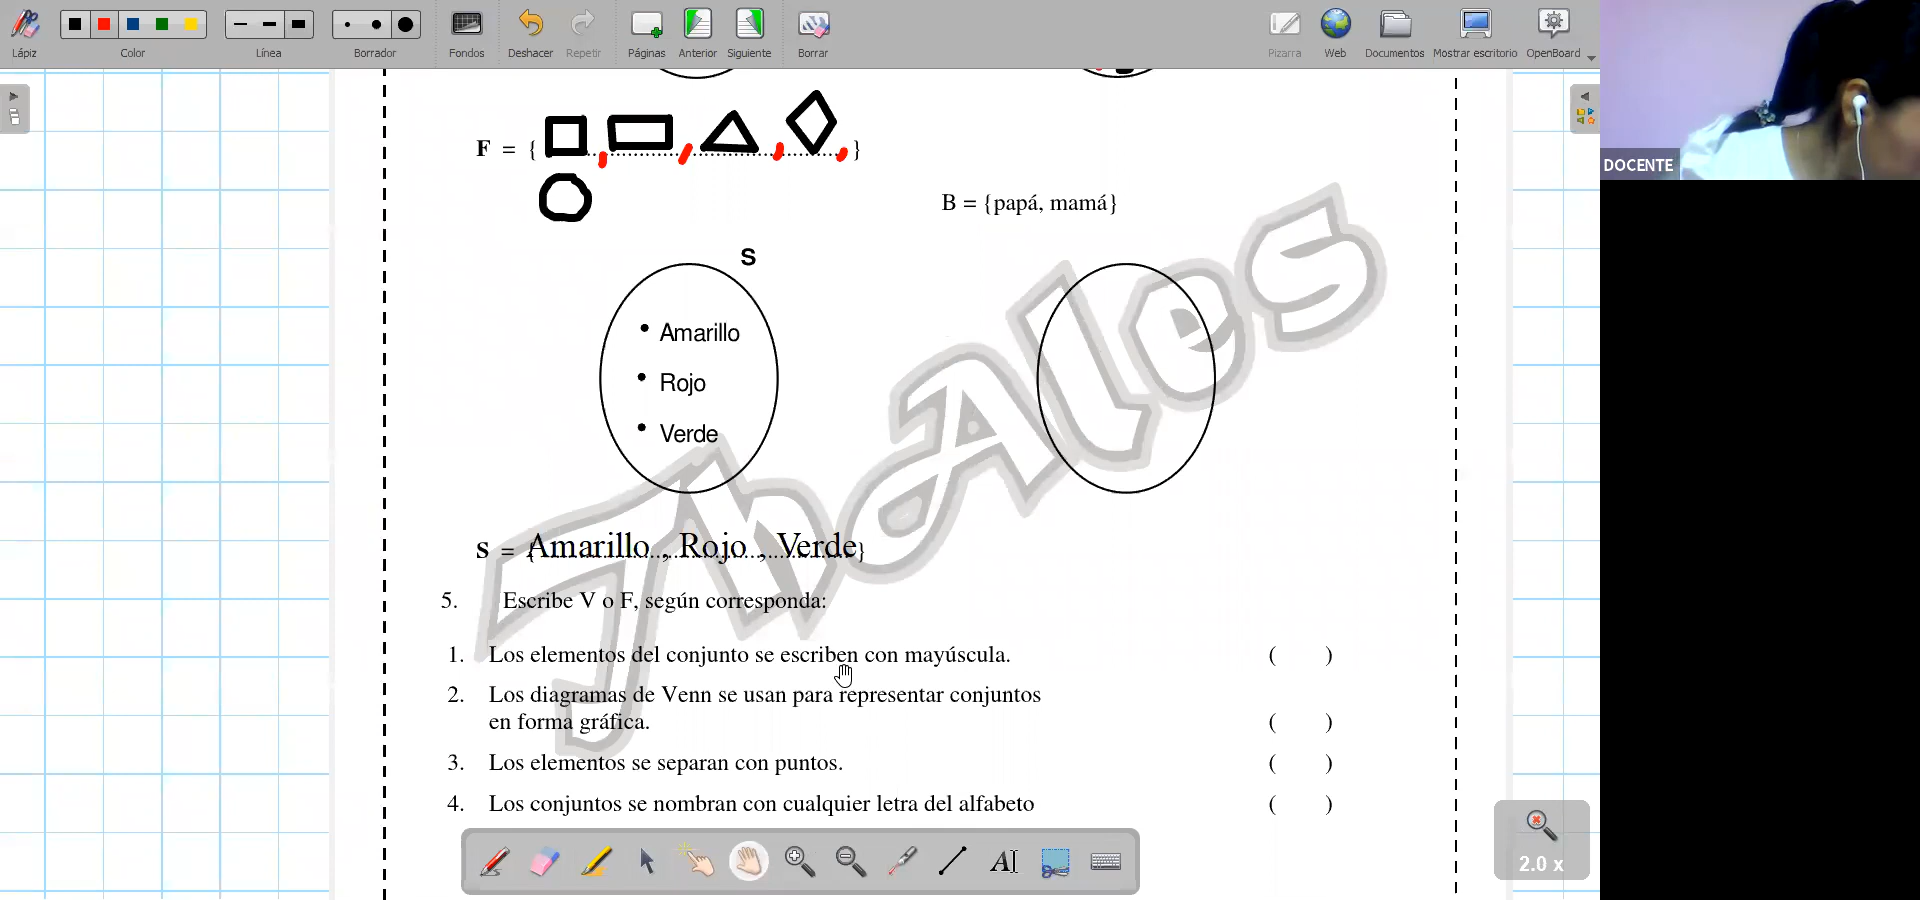 Lápiz
Color
Línea
Borrador
Fondos
Deshacer
Repetir
Páginas
Anterior
Siguiente
Borrar
Pizarra
Web
Documentos
Mostrar escritorio
OpenBoard
DOCENTE
F = { , , , , }
B = {papá, mamá}
S
Amarillo
Rojo
Verde
Thales
S = {Amarillo , Rojo , Verde}
5. Escribe V o F, según corresponda:
1. Los elementos del conjunto se escriben con mayúscula. ( )
2. Los diagramas de Venn se usan para representar conjuntos
en forma gráfica. ( )
3. Los elementos se separan con puntos. ( )
4. Los conjuntos se nombran con cualquier letra del alfabeto ( )
2.0 x